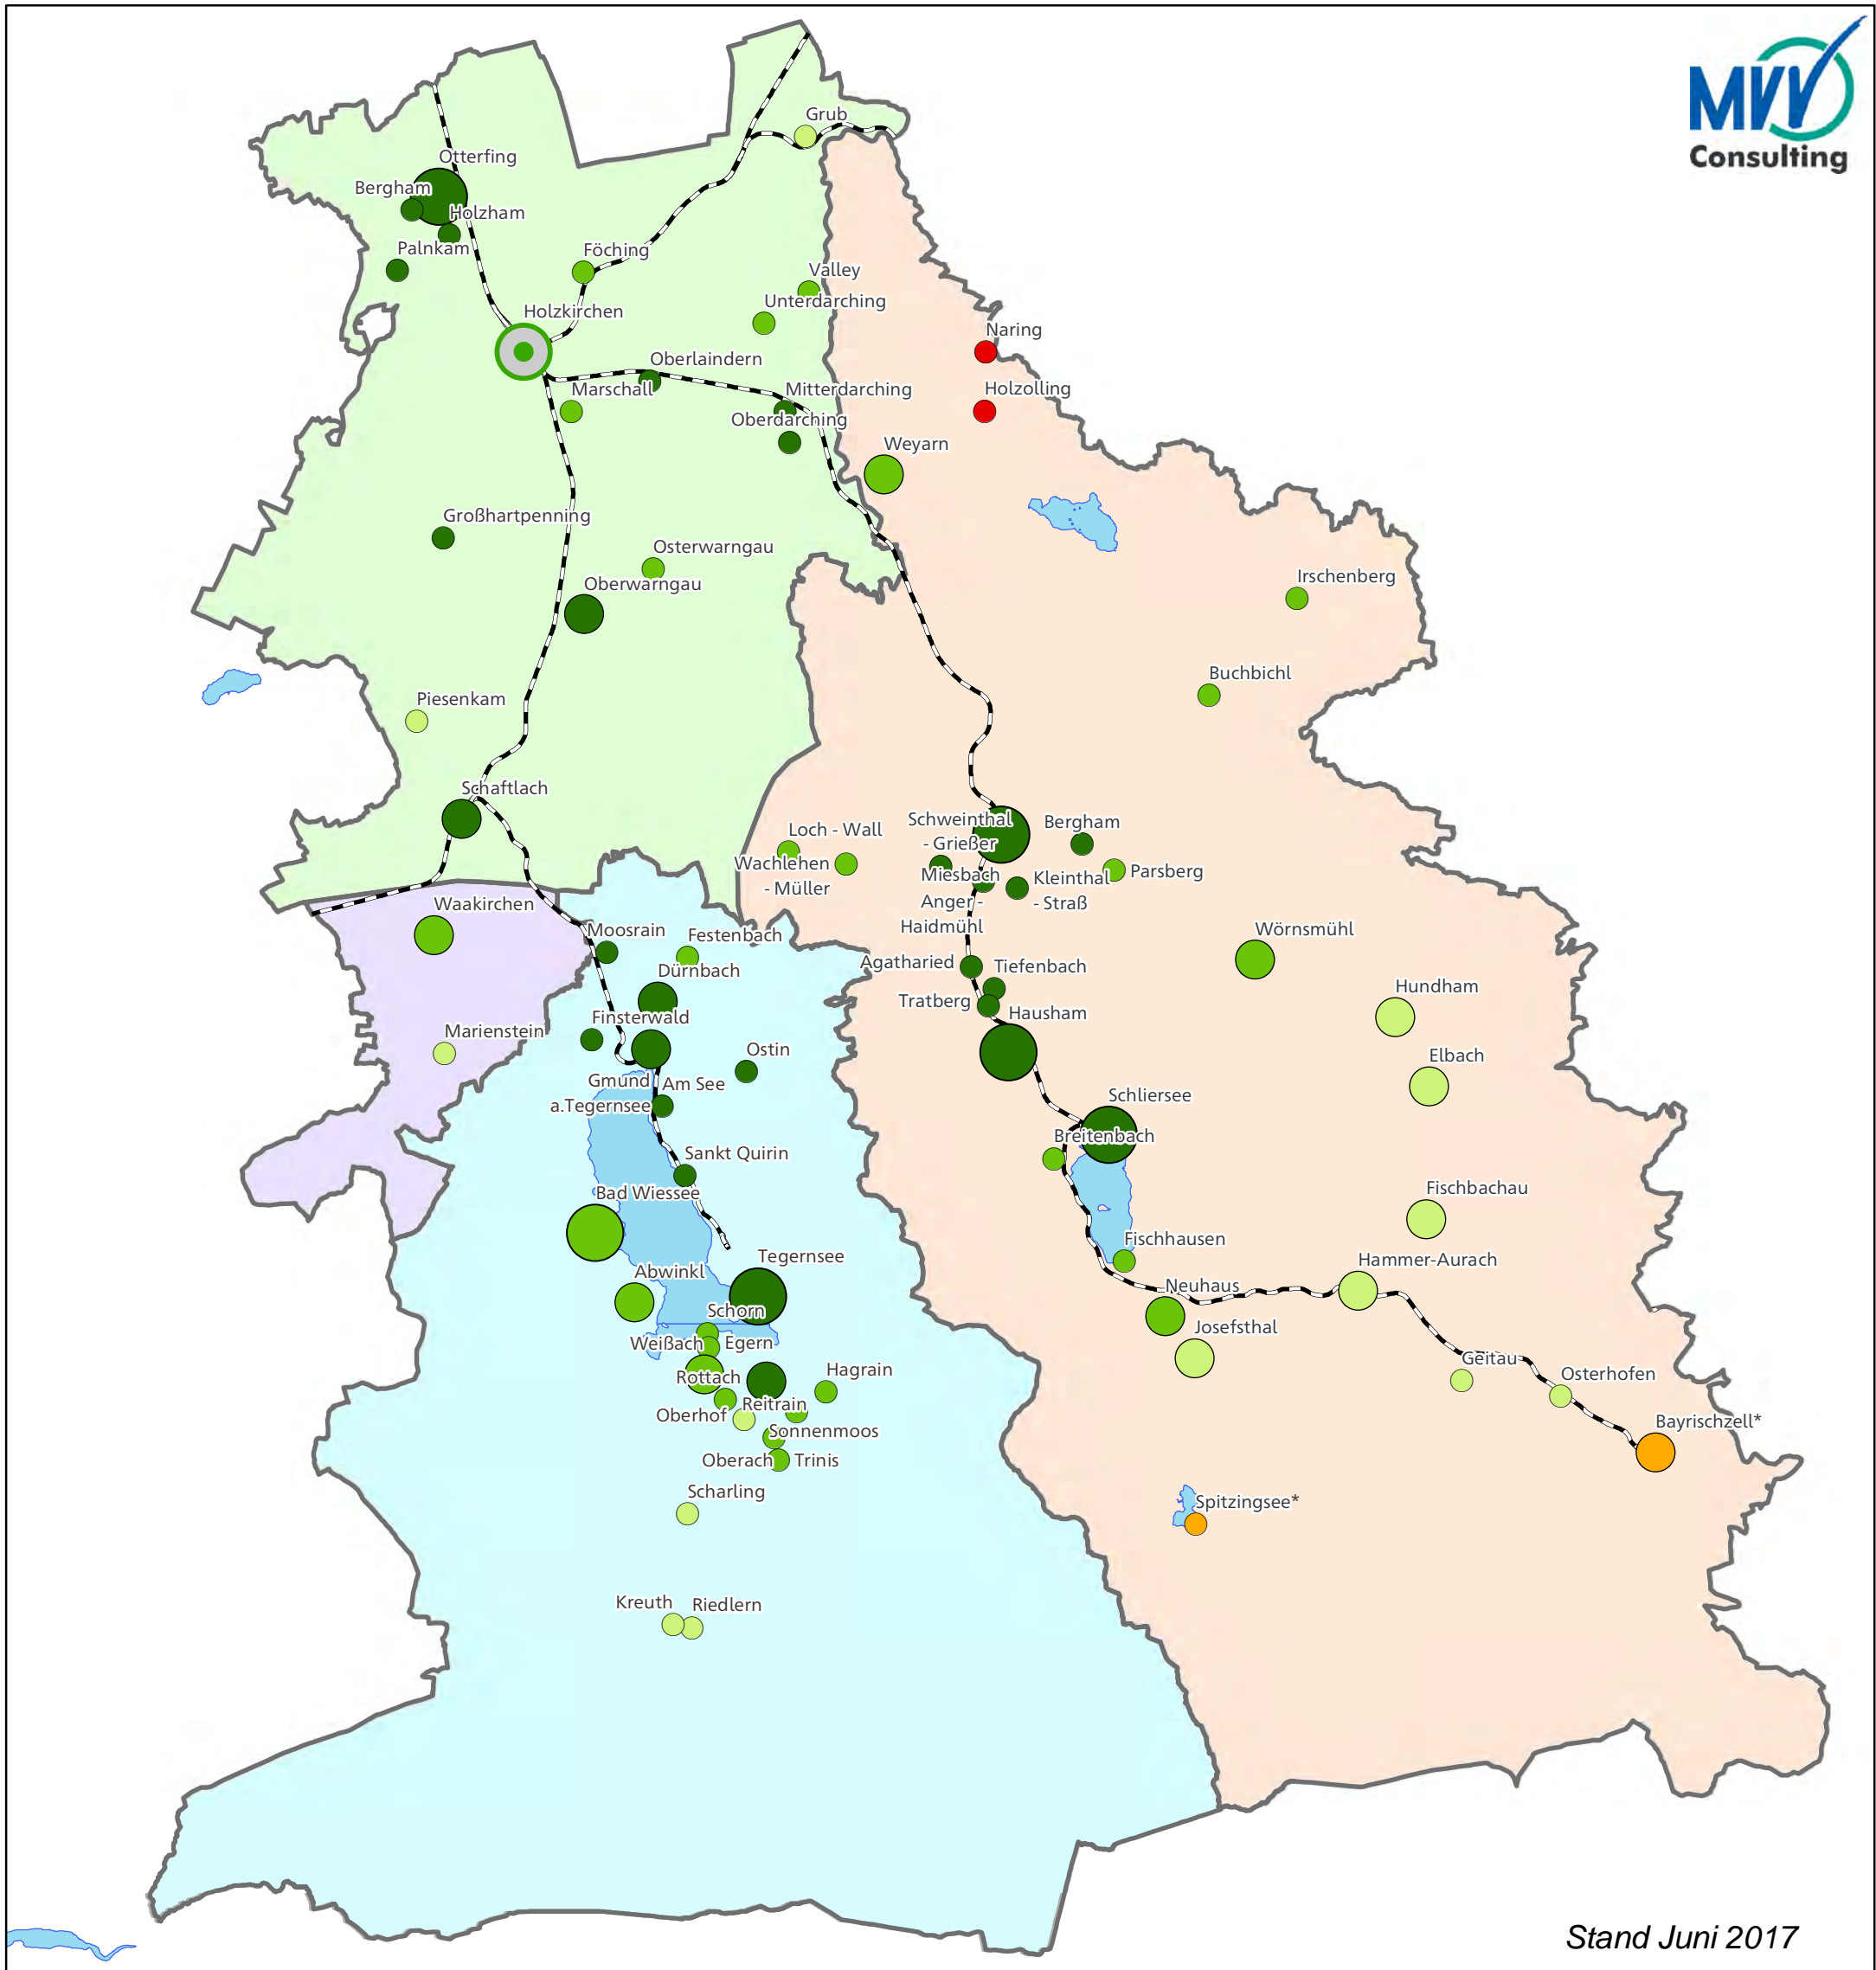 MVV
Consulting
Grub
Otterfing
Bergham
Holzham
Palnkam
Föching
Valley
Unterdarching
Holzkirchen
Naring
Oberlaindern
Marschall
Mitterdarching
Holzolling
Oberdarching
Weyarn
Großhartpenning
Osterwarngau
Oberwarngau
Irschenberg
Buchbichl
Piesenkam
Schaftlach
Loch - Wall
Wachlehen
- Müller
Schweinthal
- Grießer
Bergham
Miesbach
Kleinthal
- Straß
Parsberg
Anger -
Haidmühl
Waakirchen
Moosrain
Festenbach
Dürnbach
Agatharied
Tiefenbach
Tratberg
Hausham
Wörnsmühl
Hundham
Marienstein
Finsterwald
Ostin
Elbach
Gmund
a.Tegernsee
Am See
Schliersee
Breitenbach
Sankt Quirin
Bad Wiessee
Fischbachau
Fischhausen
Tegernsee
Abwinkl
Hammer-Aurach
Neuhaus
Schorn
Weißach
Egern
Josefsthal
Rottach
Hagrain
Geitau
Osterhofen
Reitrain
Oberhof
Sonnenmoos
Bayrischzell*
Oberach
Trinis
Scharling
Spitzingsee*
Kreuth
Riedlern
Stand Juni 2017